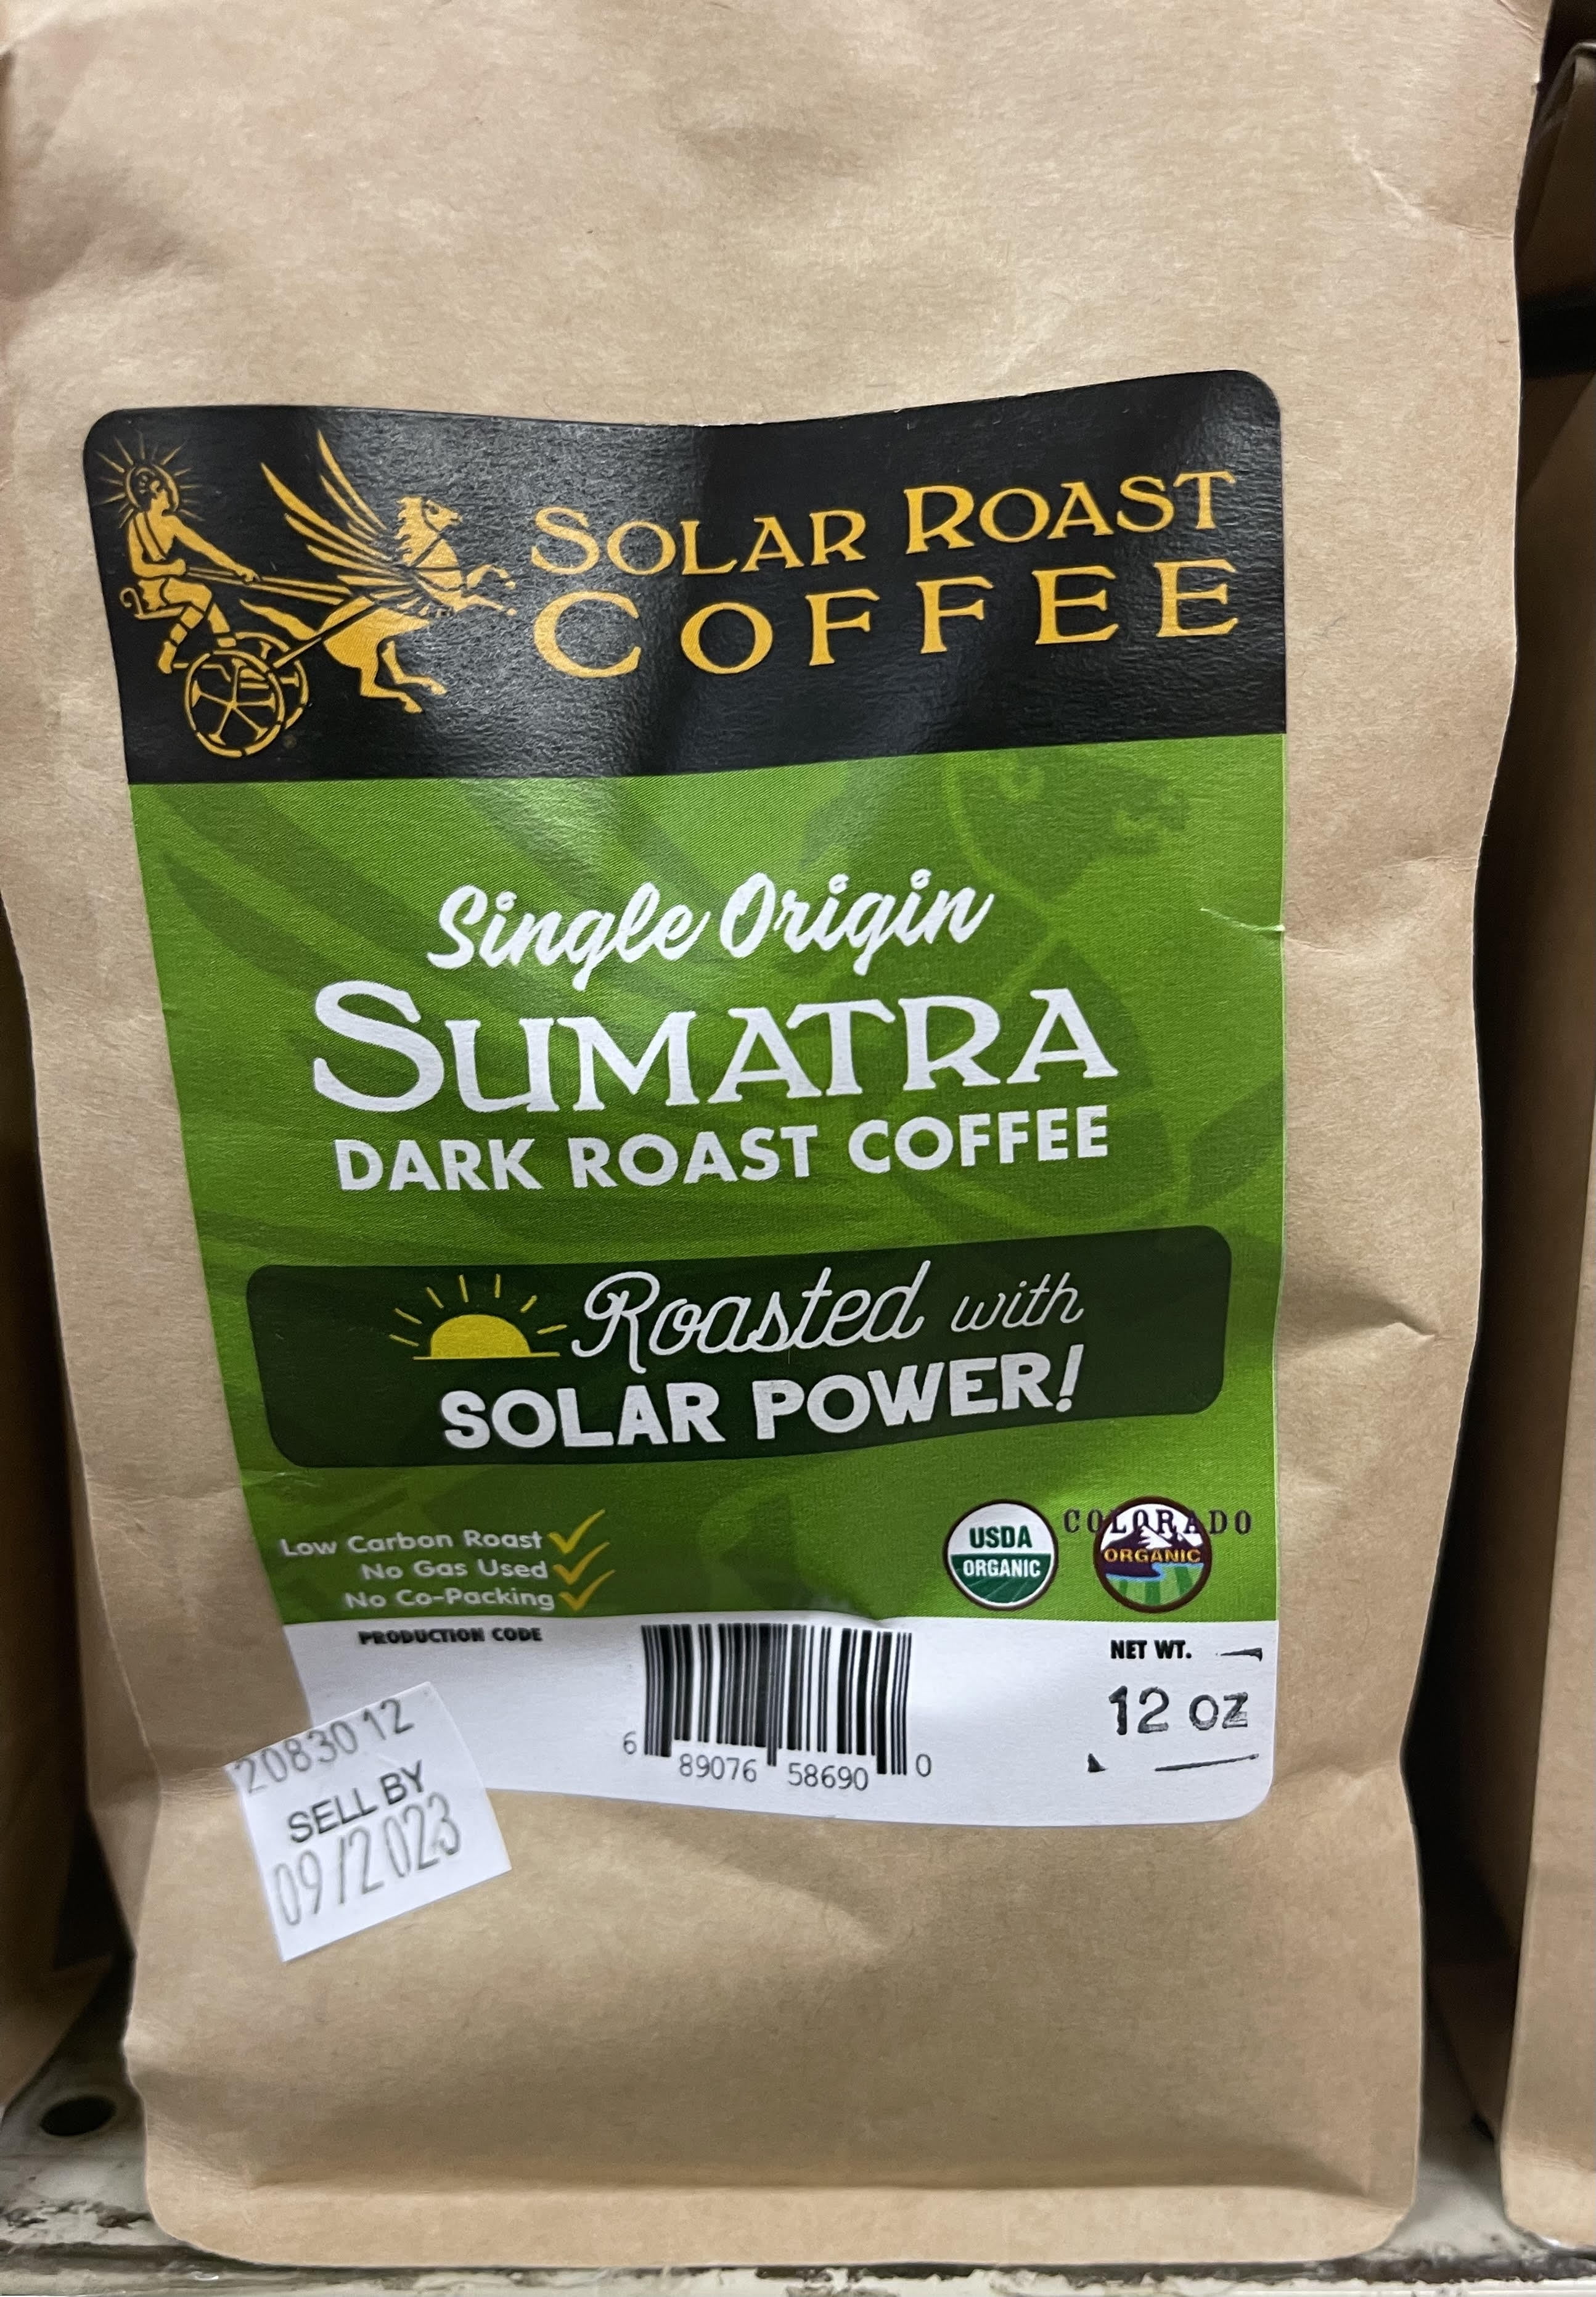 SOLAR ROAST
COFFEE
Single Origin
SUMATRA
DARK ROAST COFFEE
Roasted with
SOLAR POWER!
Low Carbon Roast
No Gas Used
No Co-Packing
USDA
ORGANIC
COLORADO
ORGANIC
PRODUCTION CODE
NET WT.
12 oz
6 89076 58690 0
2083012
SELL BY
09/2023